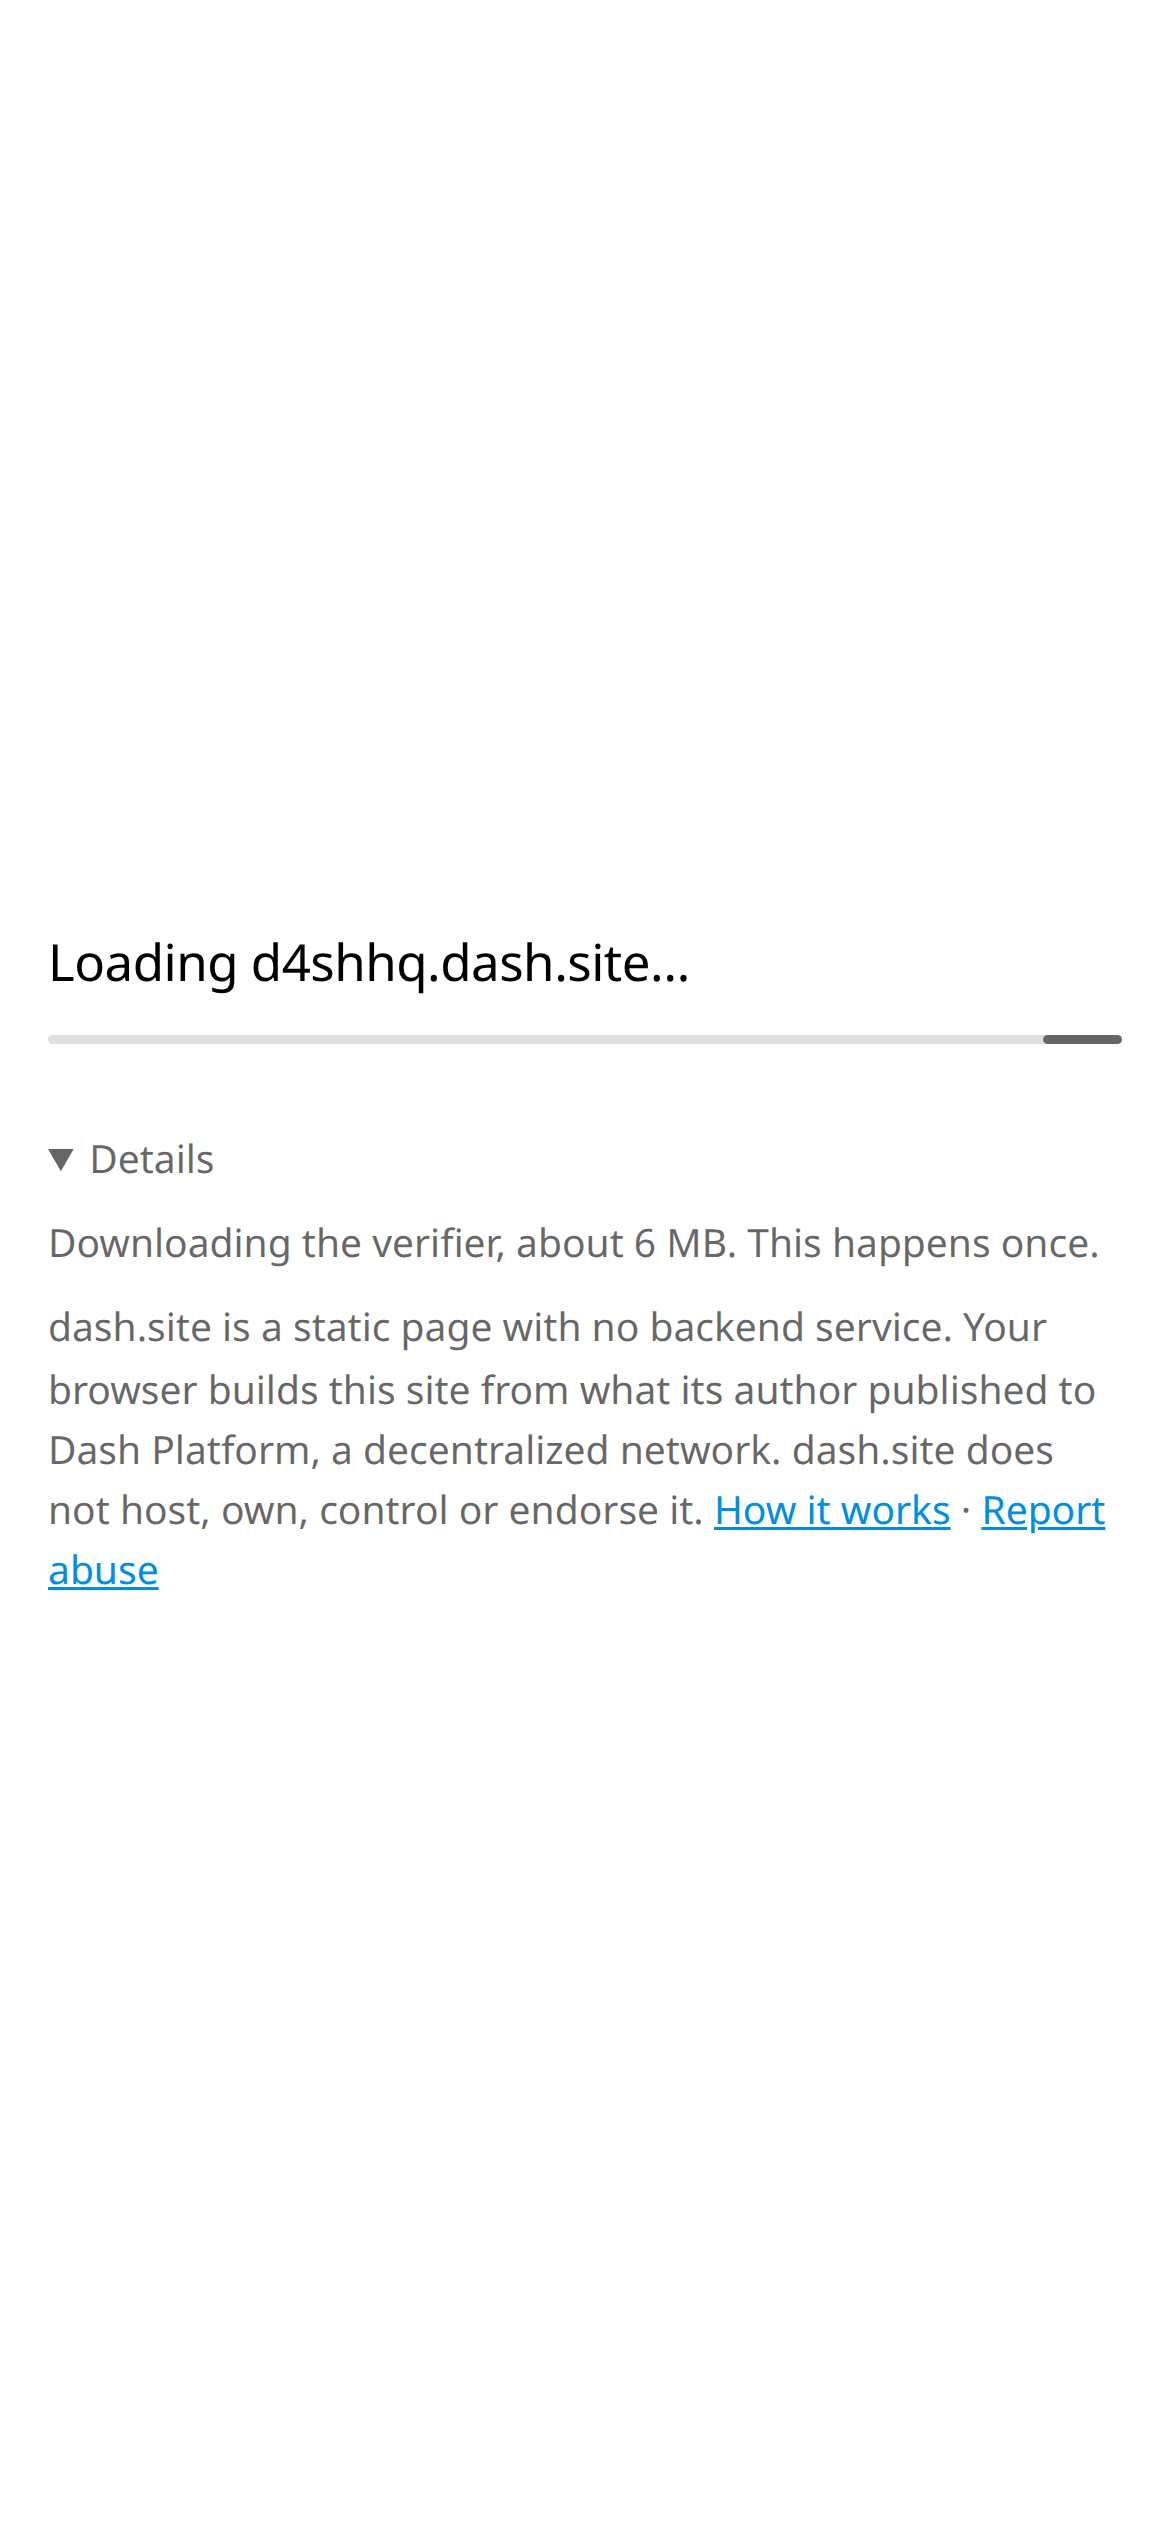 Loading d4shhq.dash.site...
Details
Downloading the verifier, about 6 MB. This happens once.
dash.site is a static page with no backend service. Your
browser builds this site from what its author published to
Dash Platform, a decentralized network. dash.site does
not host, own, control or endorse it. How it works · Report
abuse